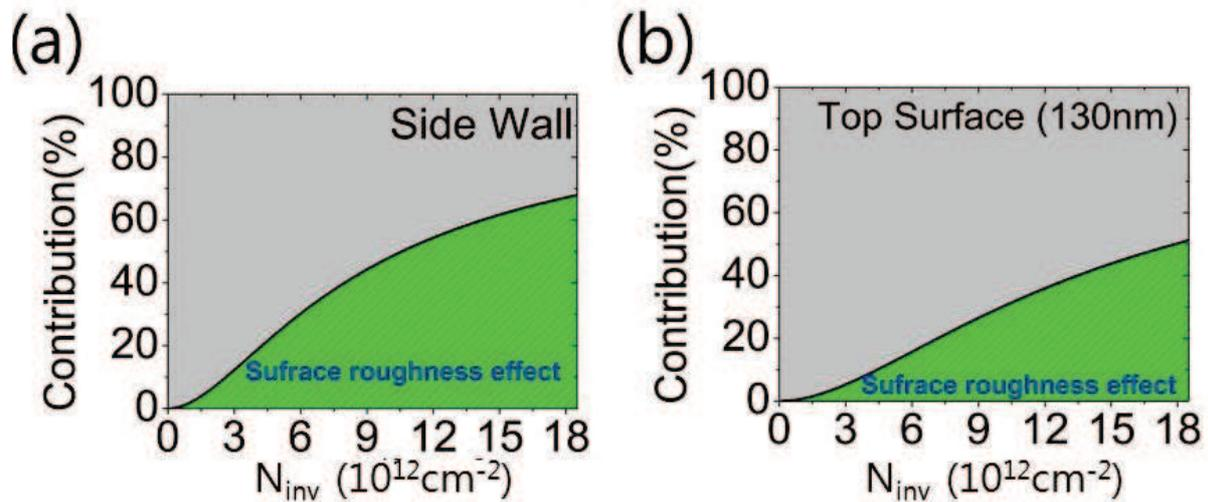 (a)
100
80
60
40
20
0
Contribution(%)
Side Wall
Sufrace roughness effect
0 3 6 9 12 15 18
N_inv (10^12cm^-2)
(b)
100
80
60
40
20
0
Contribution(%)
Top Surface (130nm)
Sufrace roughness effect
0 3 6 9 12 15 18
N_inv (10^12cm^-2)